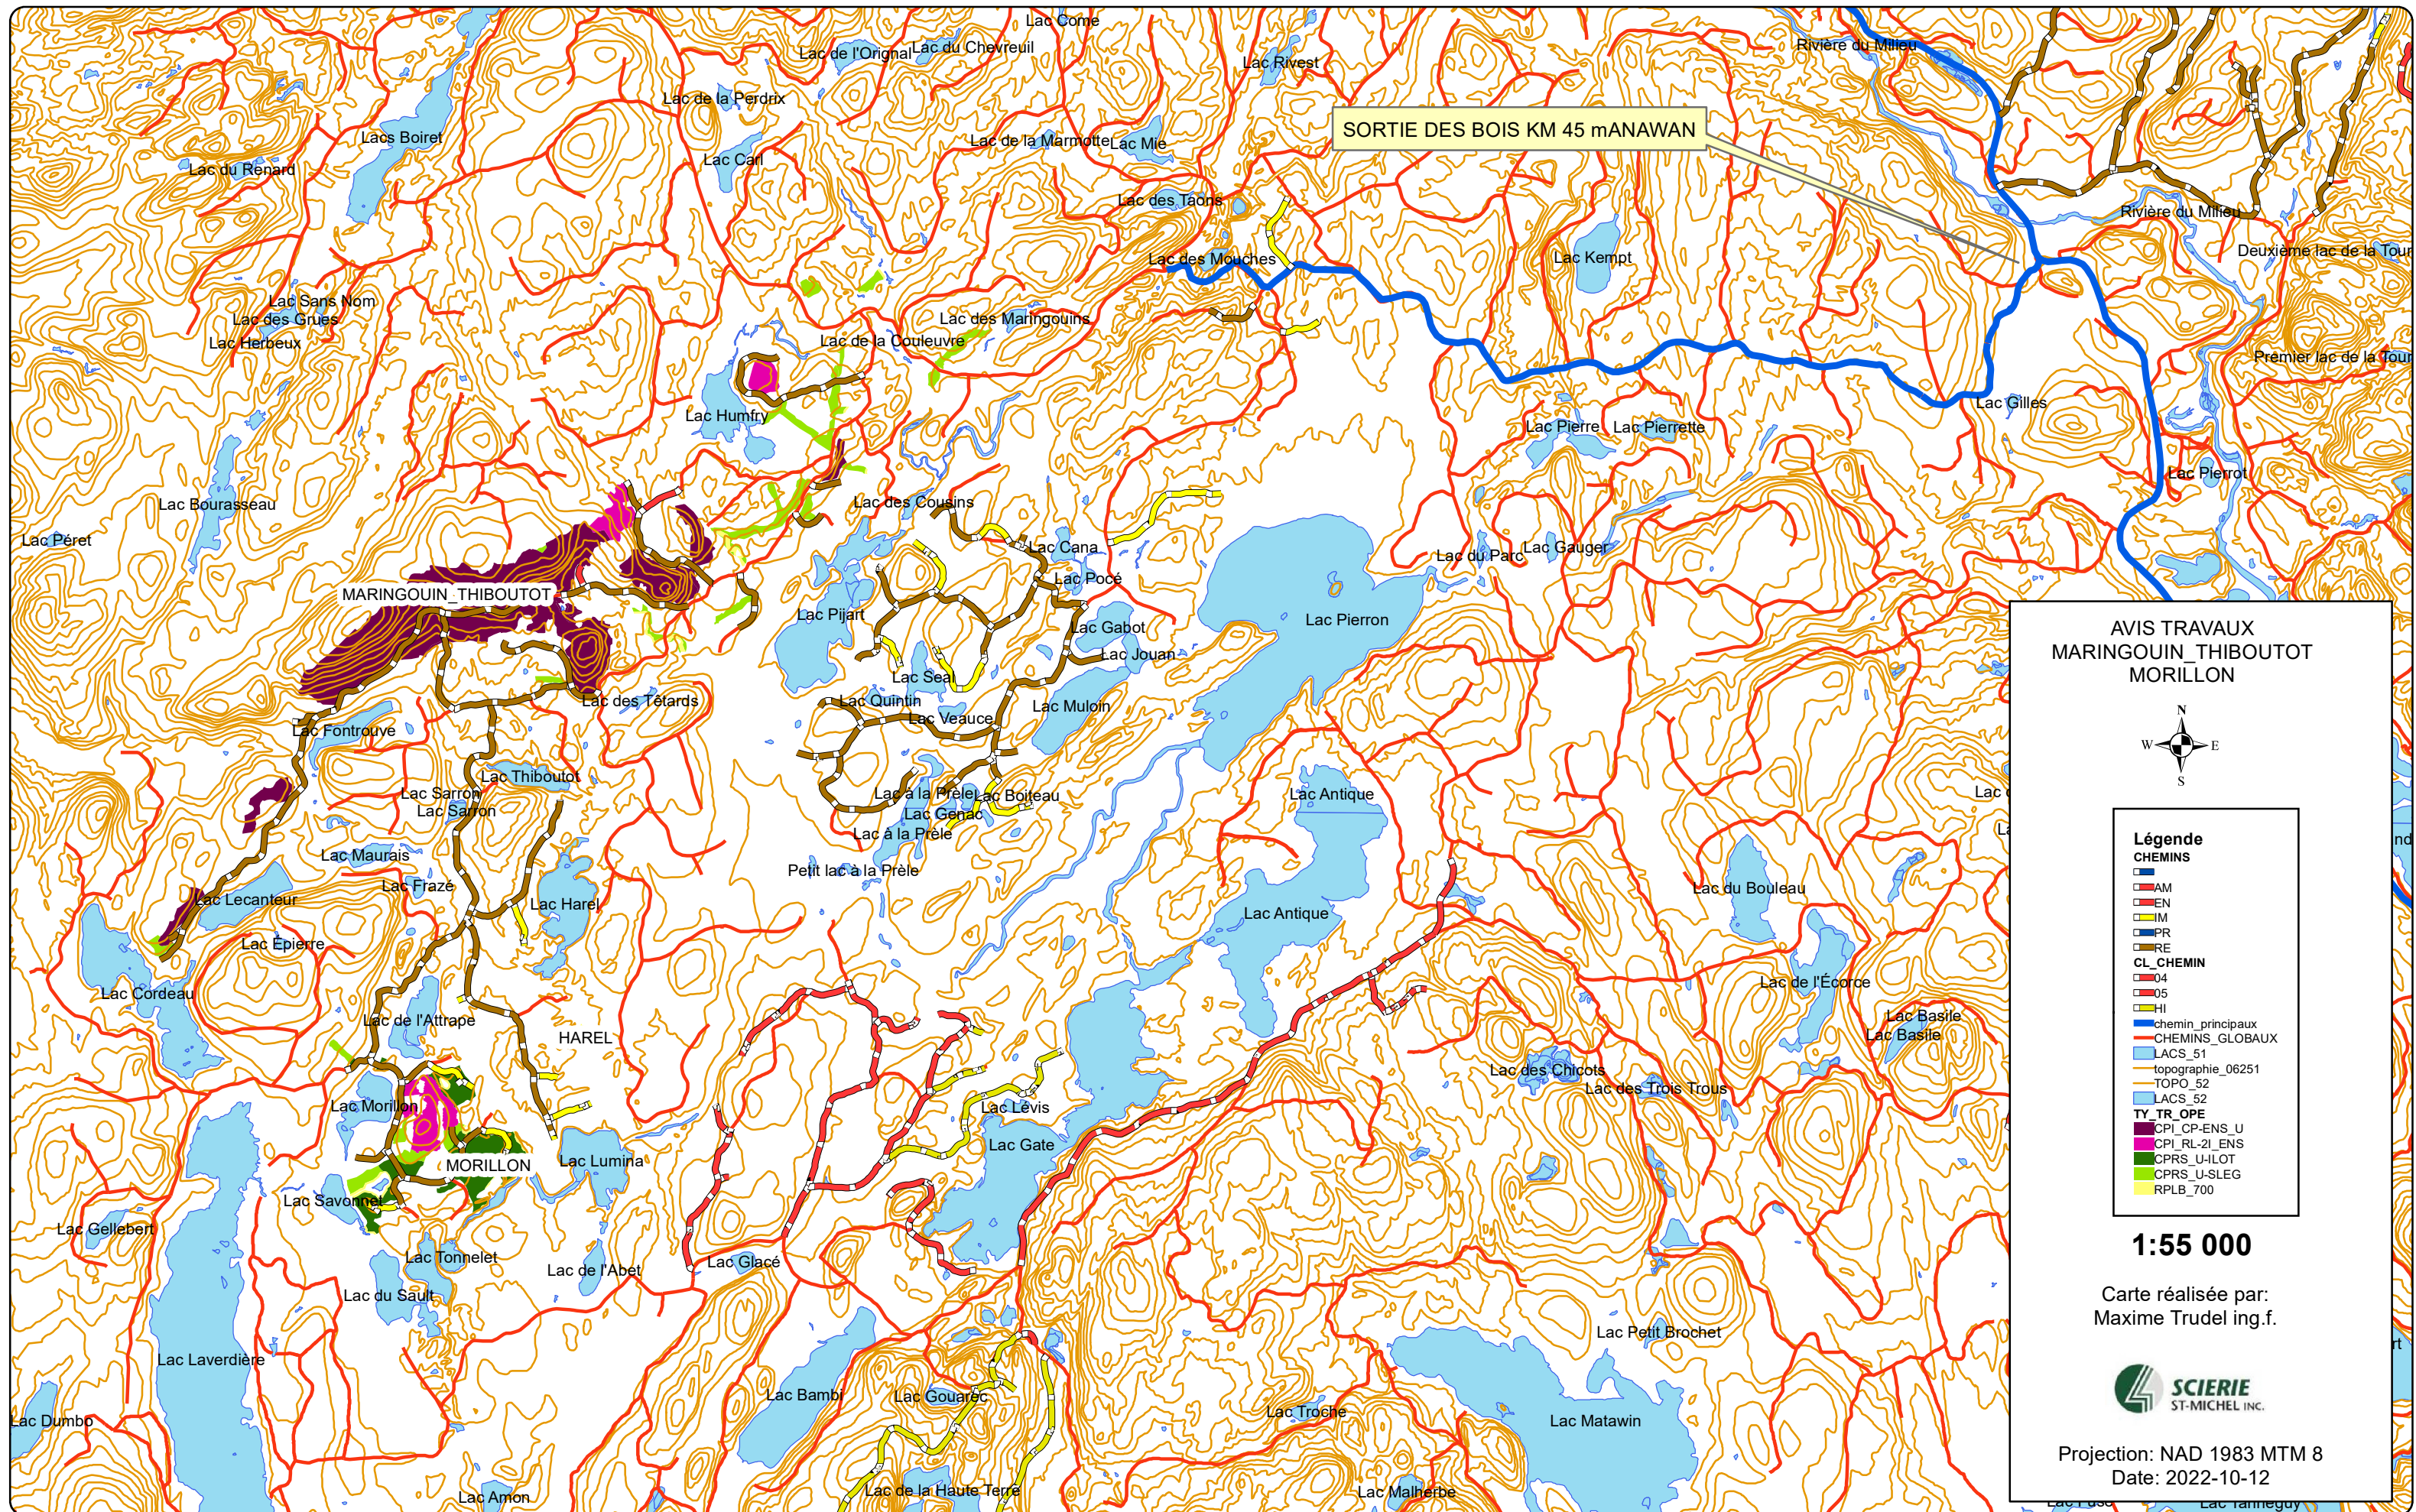 Lac Come
Lac de l'Orignal
Lac du Chevreuil
Rivière du Milieu
Lac Rivest
Lac de la Perdrix
SORTIE DES BOIS KM 45 mANAWAN
Lacs Boiret
Lac de la Marmotte
Lac Mie
Lac Carl
Lac du Renard
Lac des Taons
Rivière du Milieu
Deuxième lac de la Tour
Lac des Mouches
Lac Kempt
Lac Sans Nom
Lac des Grues
Lac des Maringouins
Lac Herbeux
Lac de la Couleuvre
Premier lac de la Tour
Lac Humfry
Lac Gilles
Lac Pierre
Lac Pierrette
Lac Pierrot
Lac Bourasseau
Lac des Cousins
Lac Péret
Lac Cana
Lac du Parc
Lac Gauger
Lac Pocé
MARINGOUIN_THIBOUTOT
Lac Pijart
Lac Pierron
Lac Gabot
Lac Jouan
Lac Seal
Lac des Têtards
Lac Quintin
Lac Muloin
Lac Veauce
Lac Fontrouve
Lac Thiboutot
Lac Sarron
Lac Sarron
Lac à la Prêle
Lac Boiteau
Lac Antique
Lac Genac
Lac à la Prèle
Lac Maurais
Petit lac à la Prèle
Lac Frazé
Lac du Bouleau
Lac Lecanteur
Lac Harel
Lac Antique
Lac Épierre
Lac Cordeau
Lac de l'Écorce
Lac de l'Attrape
HAREL
Lac Basile
Lac Basile
Lac des Chicots
Lac des Trois Trous
Lac Morillon
Lac Lévis
Lac Gate
MORILLON
Lac Lumina
Lac Savonnet
Lac Gellebert
Lac Tonnelet
Lac de l'Abet
Lac Glacé
Lac du Sault
Lac Petit Brochet
Lac Laverdière
Lac Bambi
Lac Gouarec
Lac Troche
Lac Matawin
Lac Dumbo
Lac Amon
Lac de la Haute Terre
Lac Malherbe
AVIS TRAVAUX
MARINGOUIN_THIBOUTOT
MORILLON
N
W E
S
Légende
CHEMINS
AM
EN
IM
PR
RE
CL_CHEMIN
04
05
HI
chemin_principaux
CHEMINS_GLOBAUX
LACS_51
topographie_06251
TOPO_52
LACS_52
TY_TR_OPE
CPI_CP-ENS_U
CPI_RL-2I_ENS
CPRS_U-ILOT
CPRS_U-SLEG
RPLB_700
1:55 000
Carte réalisée par:
Maxime Trudel ing.f.
SCIERIE
ST-MICHEL INC.
Projection: NAD 1983 MTM 8
Date: 2022-10-12